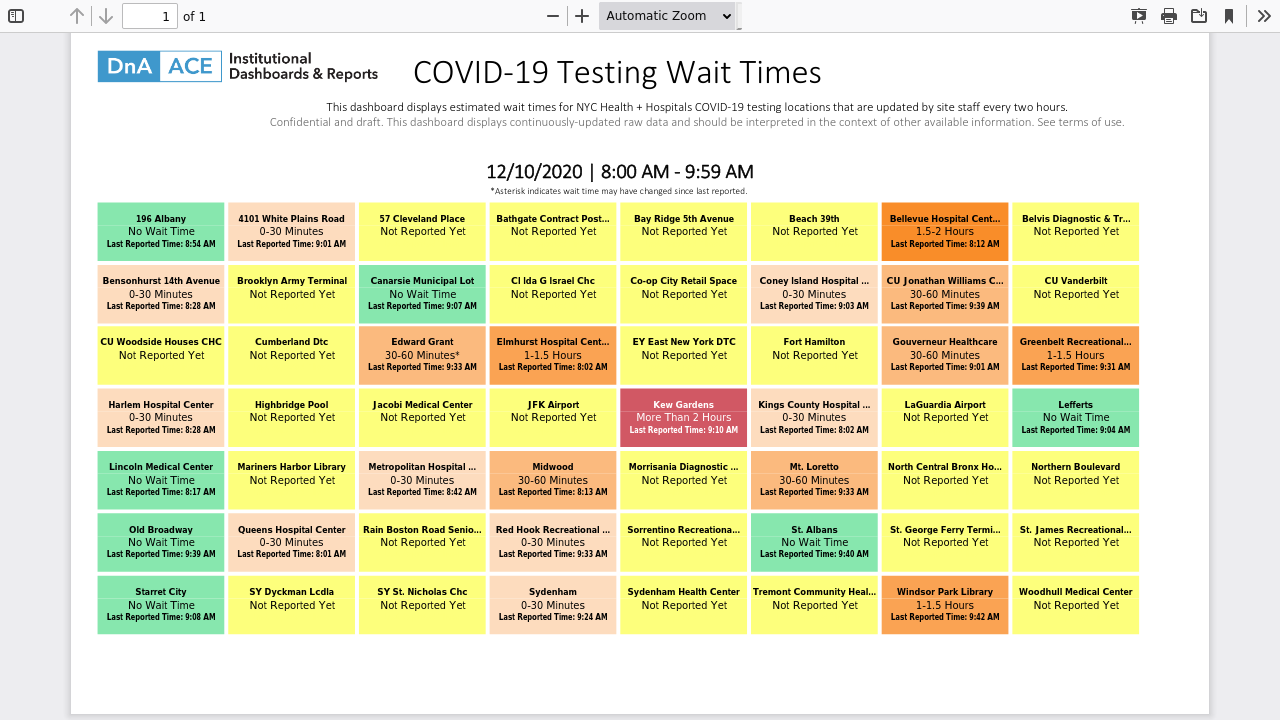 1 of 1 Automatic Zoom
DnA ACE Institutional
Dashboards & Reports
COVID-19 Testing Wait Times
This dashboard displays estimated wait times for NYC Health + Hospitals COVID-19 testing locations that are updated by site staff every two hours.
Confidential and draft. This dashboard displays continuously-updated raw data and should be interpreted in the context of other available information. See terms of use.
12/10/2020 | 8:00 AM - 9:59 AM
*Asterisk indicates wait time may have changed since last reported.
196 Albany
No Wait Time
Last Reported Time: 8:54 AM
4101 White Plains Road
0-30 Minutes
Last Reported Time: 9:01 AM
57 Cleveland Place
Not Reported Yet
Bathgate Contract Post...
Not Reported Yet
Bay Ridge 5th Avenue
Not Reported Yet
Beach 39th
Not Reported Yet
Bellevue Hospital Cent...
1.5-2 Hours
Last Reported Time: 8:12 AM
Belvis Diagnostic & Tr...
Not Reported Yet
Bensonhurst 14th Avenue
0-30 Minutes
Last Reported Time: 8:28 AM
Brooklyn Army Terminal
Not Reported Yet
Canarsie Municipal Lot
No Wait Time
Last Reported Time: 9:07 AM
CI Ida G Israel Chc
Not Reported Yet
Co-op City Retail Space
Not Reported Yet
Coney Island Hospital ...
0-30 Minutes
Last Reported Time: 9:03 AM
CU Jonathan Williams C...
30-60 Minutes
Last Reported Time: 9:39 AM
CU Vanderbilt
Not Reported Yet
CU Woodside Houses CHC
Not Reported Yet
Cumberland Dtc
Not Reported Yet
Edward Grant
30-60 Minutes*
Last Reported Time: 9:33 AM
Elmhurst Hospital Cent...
1-1.5 Hours
Last Reported Time: 8:02 AM
EY East New York DTC
Not Reported Yet
Fort Hamilton
Not Reported Yet
Gouverneur Healthcare
30-60 Minutes
Last Reported Time: 9:01 AM
Greenbelt Recreational...
1-1.5 Hours
Last Reported Time: 9:31 AM
Harlem Hospital Center
0-30 Minutes
Last Reported Time: 8:28 AM
Highbridge Pool
Not Reported Yet
Jacobi Medical Center
Not Reported Yet
JFK Airport
Not Reported Yet
Kew Gardens
More Than 2 Hours
Last Reported Time: 9:10 AM
Kings County Hospital ...
0-30 Minutes
Last Reported Time: 8:02 AM
LaGuardia Airport
Not Reported Yet
Lefferts
No Wait Time
Last Reported Time: 9:04 AM
Lincoln Medical Center
No Wait Time
Last Reported Time: 8:17 AM
Mariners Harbor Library
Not Reported Yet
Metropolitan Hospital ...
0-30 Minutes
Last Reported Time: 8:42 AM
Midwood
30-60 Minutes
Last Reported Time: 8:13 AM
Morrisania Diagnostic ...
Not Reported Yet
Mt. Loretto
30-60 Minutes
Last Reported Time: 9:33 AM
North Central Bronx Ho...
Not Reported Yet
Northern Boulevard
Not Reported Yet
Old Broadway
No Wait Time
Last Reported Time: 9:39 AM
Queens Hospital Center
0-30 Minutes
Last Reported Time: 8:01 AM
Rain Boston Road Senio...
Not Reported Yet
Red Hook Recreational ...
0-30 Minutes
Last Reported Time: 9:33 AM
Sorrentino Recreationa...
Not Reported Yet
St. Albans
No Wait Time
Last Reported Time: 9:40 AM
St. George Ferry Termi...
Not Reported Yet
St. James Recreational...
Not Reported Yet
Starret City
No Wait Time
Last Reported Time: 9:08 AM
SY Dyckman Lcdla
Not Reported Yet
SY St. Nicholas Chc
Not Reported Yet
Sydenham
0-30 Minutes
Last Reported Time: 9:24 AM
Sydenham Health Center
Not Reported Yet
Tremont Community Heal...
Not Reported Yet
Windsor Park Library
1-1.5 Hours
Last Reported Time: 9:42 AM
Woodhull Medical Center
Not Reported Yet